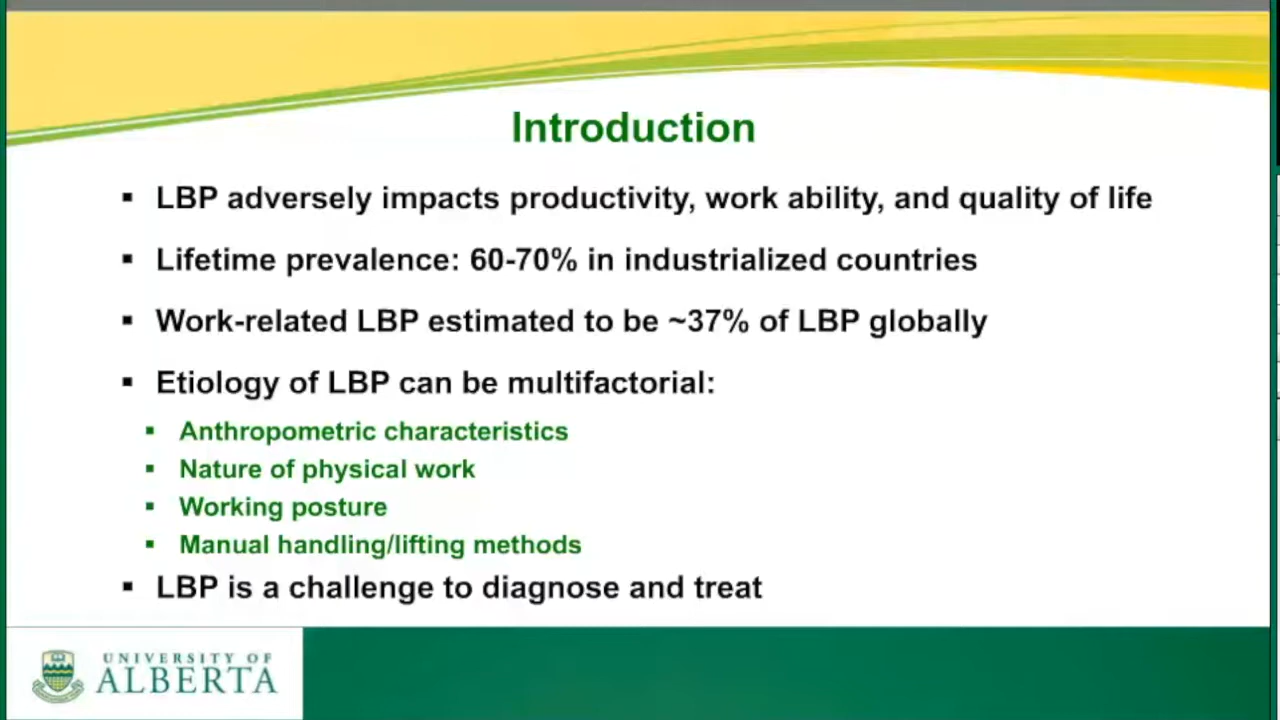 Introduction
▪ LBP adversely impacts productivity, work ability, and quality of life
▪ Lifetime prevalence: 60-70% in industrialized countries
▪ Work-related LBP estimated to be ~37% of LBP globally
▪ Etiology of LBP can be multifactorial:
▪ Anthropometric characteristics
▪ Nature of physical work
▪ Working posture
▪ Manual handling/lifting methods
▪ LBP is a challenge to diagnose and treat
UNIVERSITY OF
ALBERTA